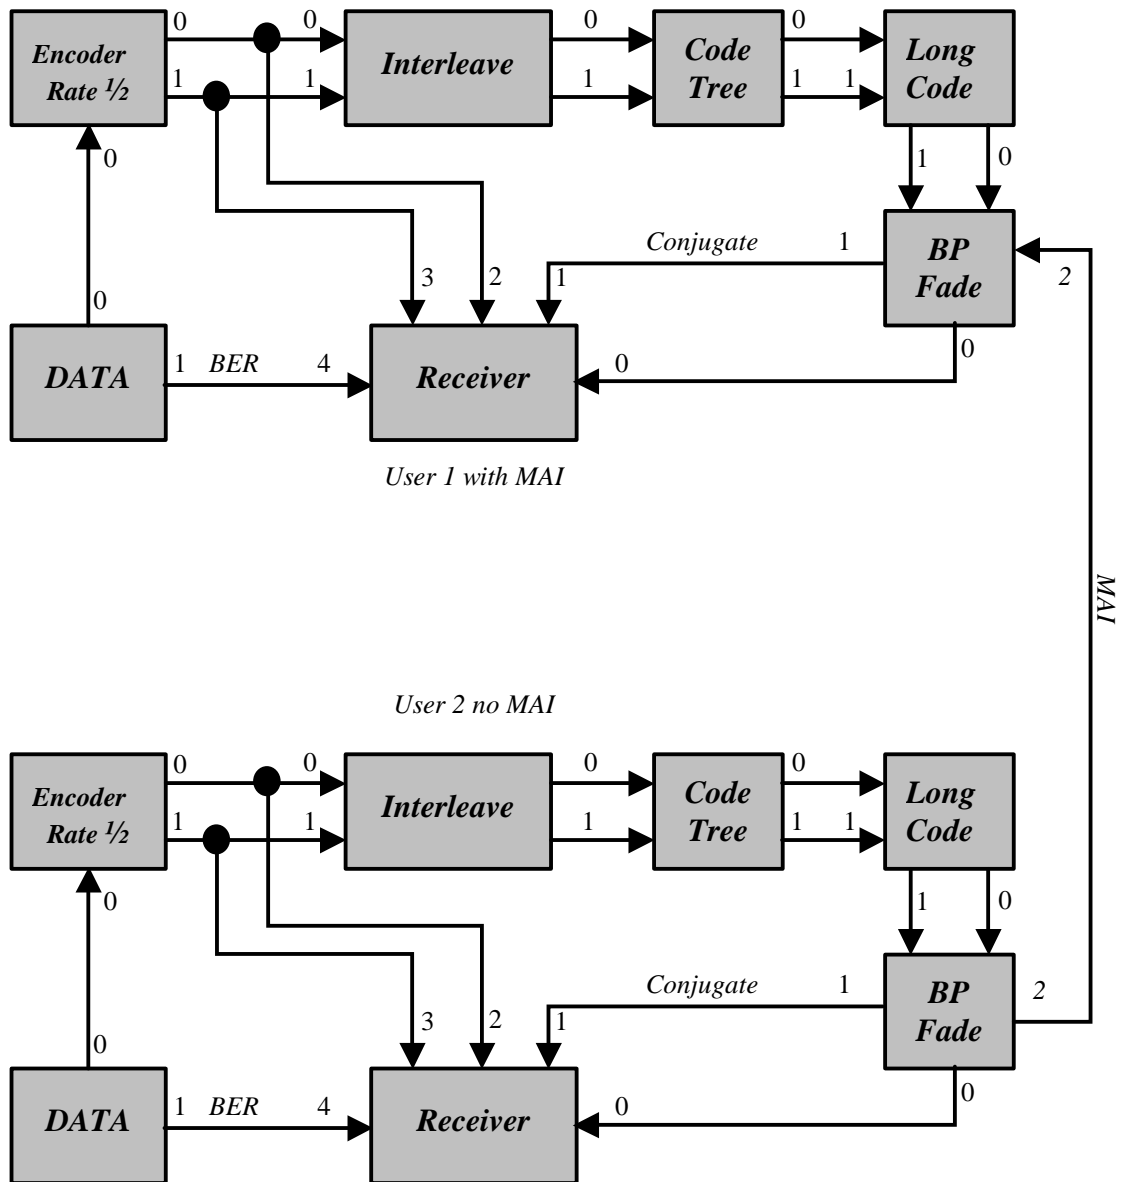 0 0 0 0
Encoder
Rate ½
Interleave
Code
Tree
Long
Code
1 1 1 1 1
0 1 0
Conjugate 1
BP
Fade
2
3 2 1
0
DATA
1 BER 4
Receiver
0
0
User 1 with MAI
MAI
User 2 no MAI
0 0 0 0
Encoder
Rate ½
Interleave
Code
Tree
Long
Code
1 1 1 1 1
0 1 0
Conjugate 1
BP
Fade
2
3 2 1
0
DATA
1 BER 4
Receiver
0
0